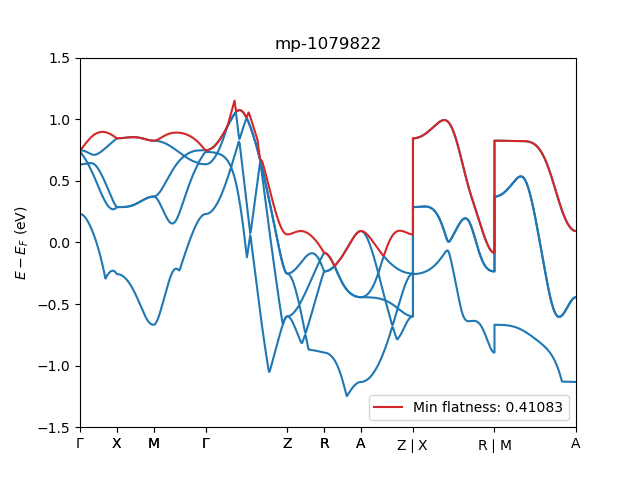 mp-1079822
1.5
1.0
0.5
0.0
−0.5
−1.0
−1.5
E − E_F (eV)
Γ X M Γ Z R A Z | X R | M A
Min flatness: 0.41083